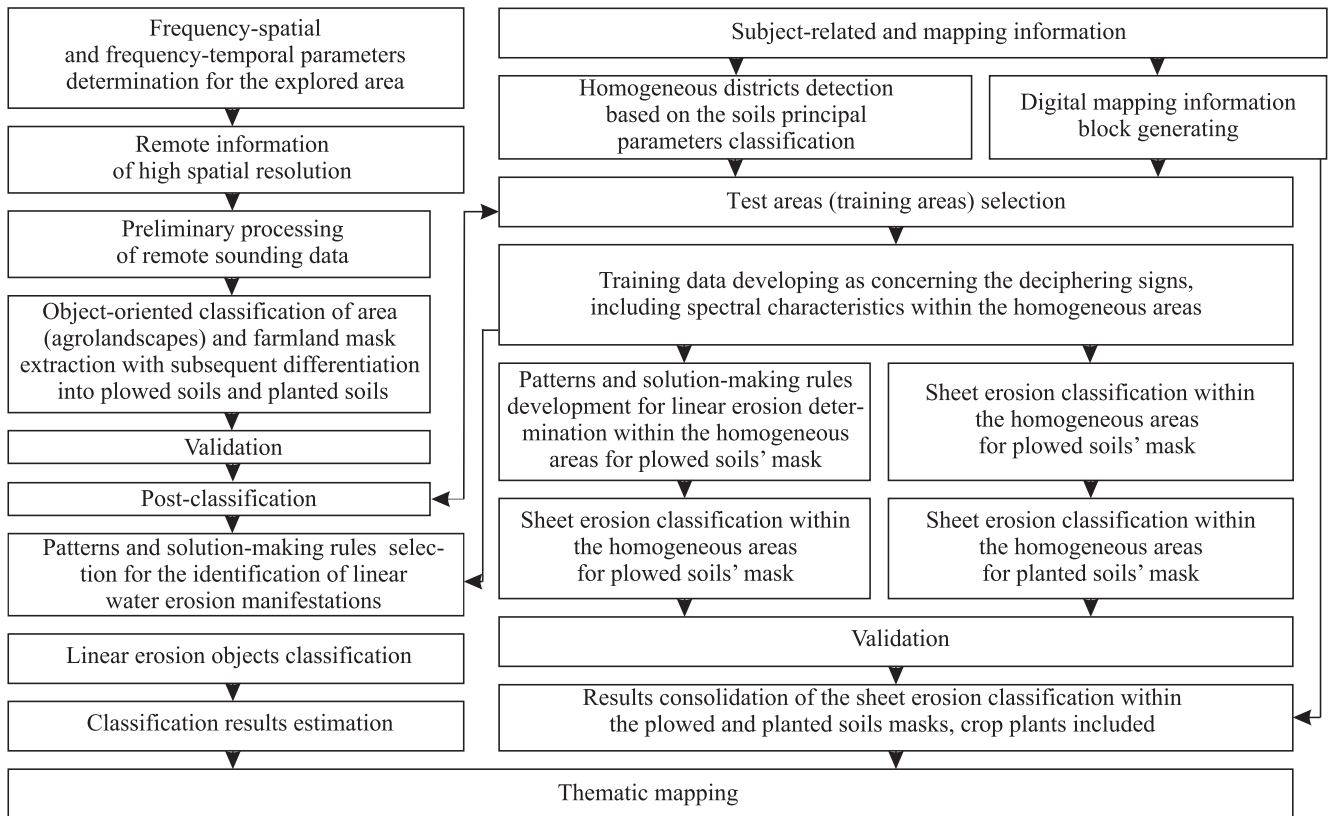 Frequency-spatial
and frequency-temporal parameters
determination for the explored area
Remote information
of high spatial resolution
Preliminary processing
of remote sounding data
Object-oriented classification of area
(agrolandscapes) and farmland mask
extraction with subsequent differentiation
into plowed soils and planted soils
Validation
Post-classification
Patterns and solution-making rules selec-
tion for the identification of linear
water erosion manifestations
Linear erosion objects classification
Classification results estimation
Subject-related and mapping information
Homogeneous districts detection
based on the soils principal
parameters classification
Digital mapping information
block generating
Test areas (training areas) selection
Training data developing as concerning the deciphering signs,
including spectral characteristics within the homogeneous areas
Patterns and solution-making rules
development for linear erosion deter-
mination within the homogeneous
areas for plowed soils’ mask
Sheet erosion classification within
the homogeneous areas
for plowed soils’ mask
Sheet erosion classification within
the homogeneous areas
for plowed soils’ mask
Sheet erosion classification within
the homogeneous areas
for planted soils’ mask
Validation
Results consolidation of the sheet erosion classification within
the plowed and planted soils masks, crop plants included
Thematic mapping